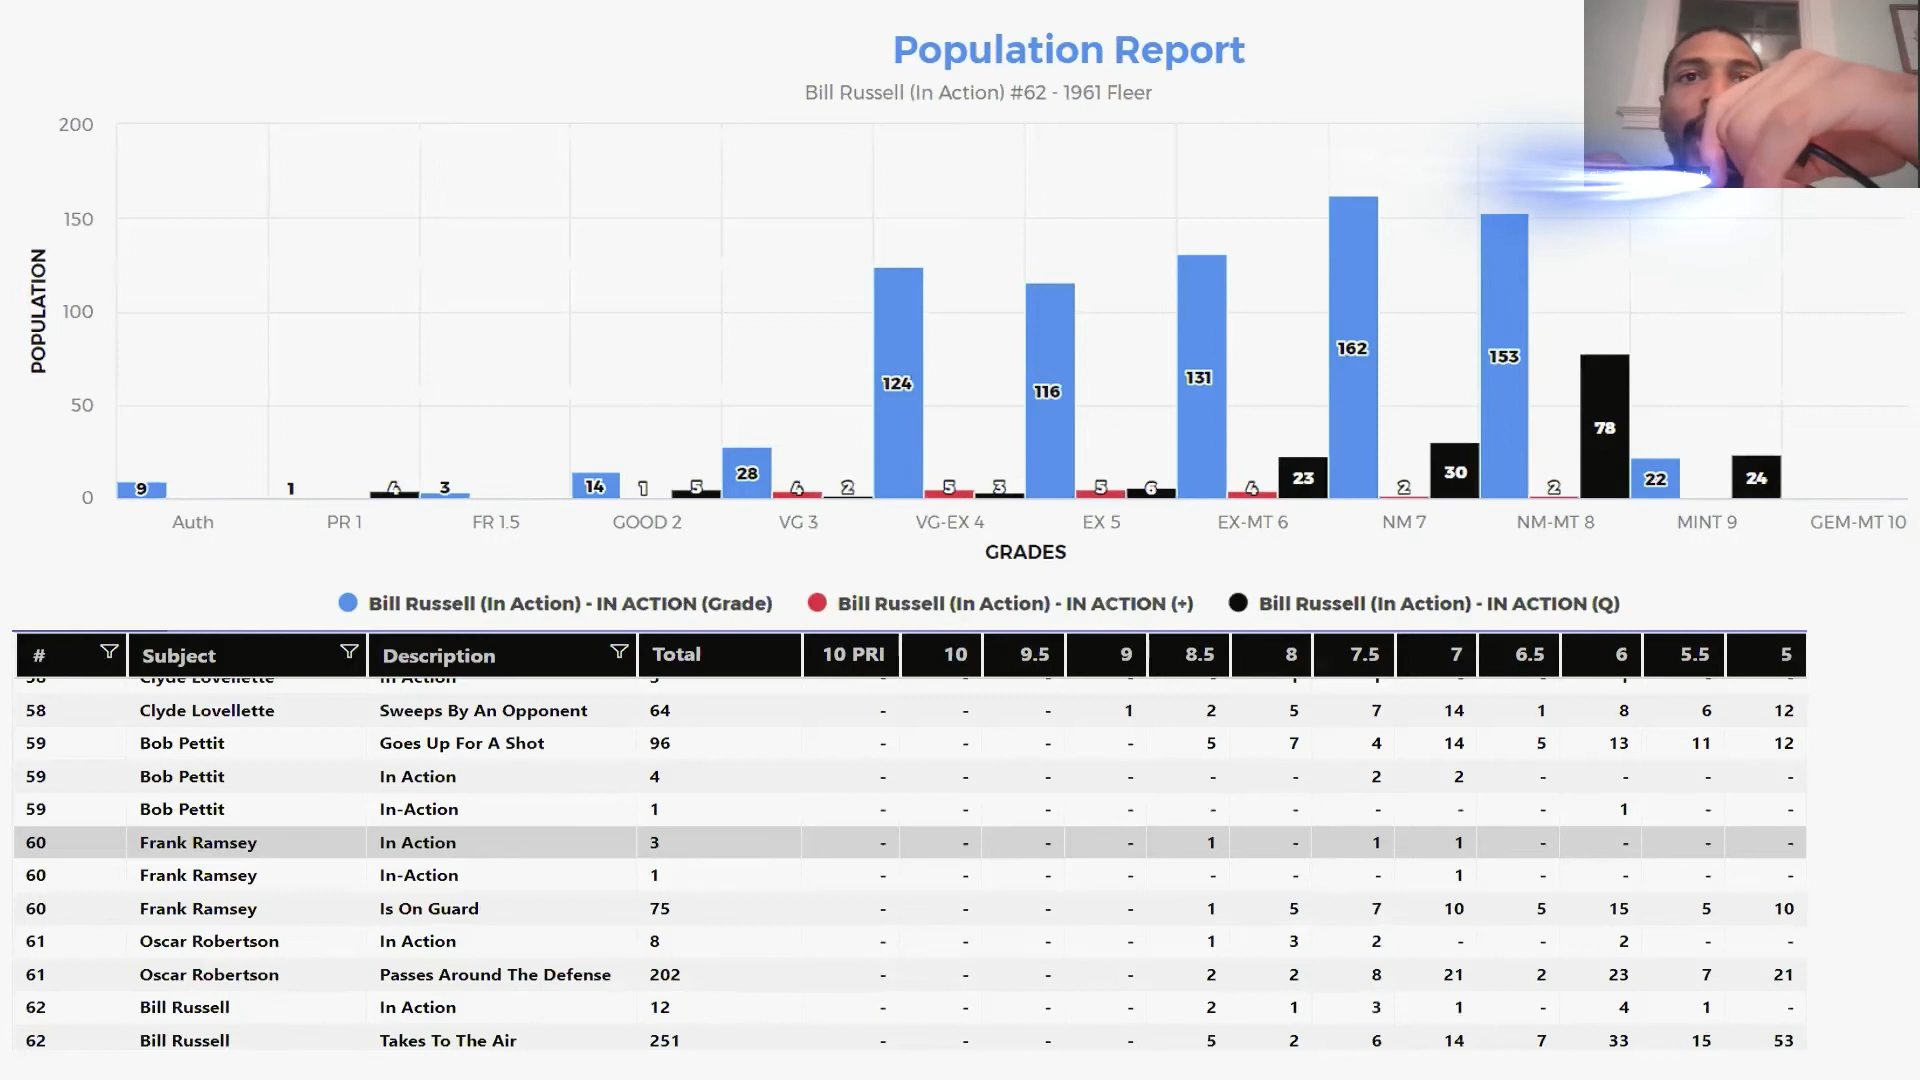 Population Report
Bill Russell (In Action) #62 - 1961 Fleer
POPULATION
200
150
100
50
0
9
1
4
3
14
1
5
28
4
2
124
5
3
116
5
6
131
4
23
162
2
30
153
2
78
22
24
Auth PR 1 FR 1.5 GOOD 2 VG 3 VG-EX 4 EX 5 EX-MT 6 NM 7 NM-MT 8 MINT 9 GEM-MT 10
GRADES
Bill Russell (In Action) - IN ACTION (Grade) Bill Russell (In Action) - IN ACTION (+) Bill Russell (In Action) - IN ACTION (Q)
# Subject Description Total 10 PRI 10 9.5 9 8.5 8 7.5 7 6.5 6 5.5 5
58 Clyde Lovellette In Action
58 Clyde Lovellette Sweeps By An Opponent 64 - - - 1 2 5 7 14 1 8 6 12
59 Bob Pettit Goes Up For A Shot 96 - - - - 5 7 4 14 5 13 11 12
59 Bob Pettit In Action 4 - - - - - - 2 2 - - - -
59 Bob Pettit In-Action 1 - - - - - - - - - 1 - -
60 Frank Ramsey In Action 3 - - - - 1 - 1 1 - - - -
60 Frank Ramsey In-Action 1 - - - - - - - 1 - - - -
60 Frank Ramsey Is On Guard 75 - - - - 1 5 7 10 5 15 5 10
61 Oscar Robertson In Action 8 - - - - 1 3 2 - - 2 - -
61 Oscar Robertson Passes Around The Defense 202 - - - - 2 2 8 21 2 23 7 21
62 Bill Russell In Action 12 - - - - 2 1 3 1 - 4 1 -
62 Bill Russell Takes To The Air 251 - - - - 5 2 6 14 7 33 15 53